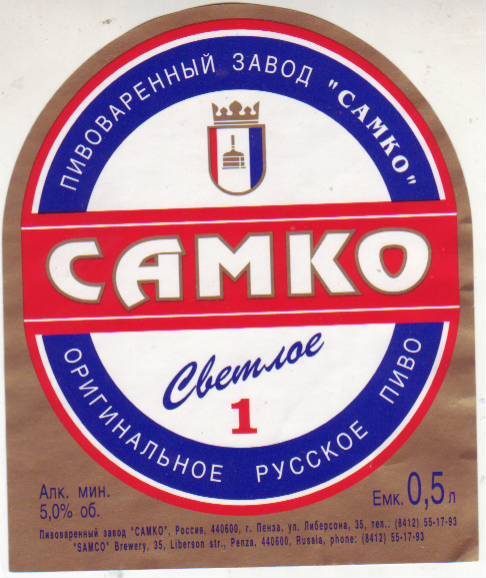 ПИВОВАРЕННЫЙ ЗАВОД "САМКО"
САМКО
Светлое
1
ОРИГИНАЛЬНОЕ РУССКОЕ ПИВО
Алк. мин.
5,0% об.
Емк. 0,5 л
Пивоваренный завод "САМКО", Россия, 440600, г. Пенза, ул. Либерсона, 35, тел.: (8412) 55-17-93
"SAMCO" Brewery, 35, Liberson str., Penza, 440600, Russia, phone: (8412) 55-17-93